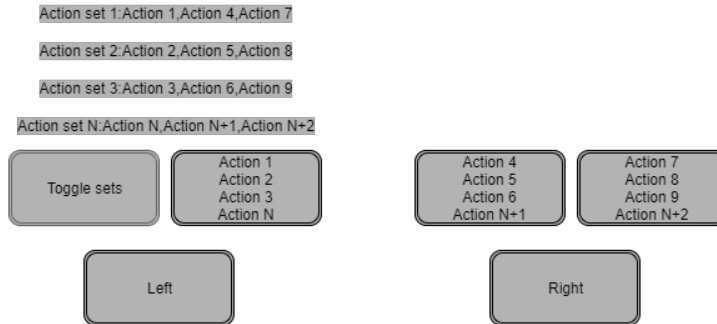 Action set 1:Action 1,Action 4,Action 7
Action set 2:Action 2,Action 5,Action 8
Action set 3:Action 3,Action 6,Action 9
Action set N:Action N,Action N+1,Action N+2
Toggle sets
Action 1
Action 2
Action 3
Action N
Action 4
Action 5
Action 6
Action N+1
Action 7
Action 8
Action 9
Action N+2
Left
Right